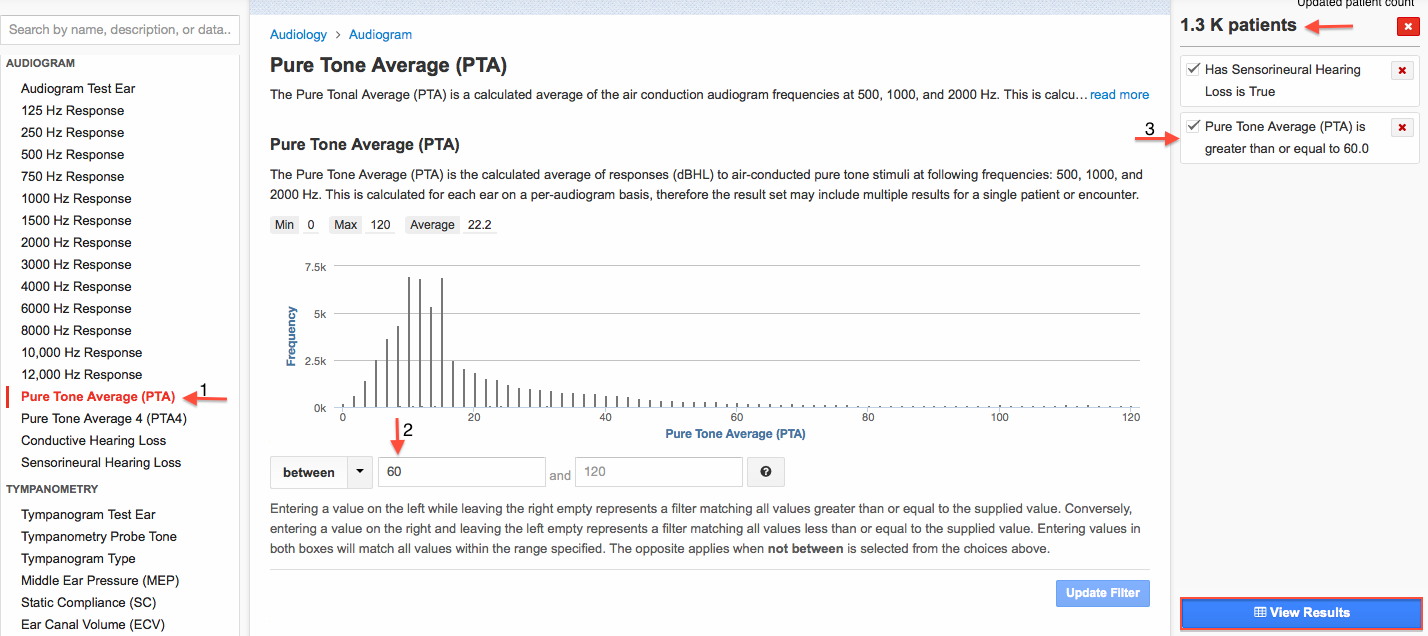 Updated patient count
Search by name, description, or data..
AUDIOGRAM
Audiogram Test Ear
125 Hz Response
250 Hz Response
500 Hz Response
750 Hz Response
1000 Hz Response
1500 Hz Response
2000 Hz Response
3000 Hz Response
4000 Hz Response
6000 Hz Response
8000 Hz Response
10,000 Hz Response
12,000 Hz Response
Pure Tone Average (PTA)
1
Pure Tone Average 4 (PTA4)
Conductive Hearing Loss
Sensorineural Hearing Loss
TYMPANOMETRY
Tympanogram Test Ear
Tympanometry Probe Tone
Tympanogram Type
Middle Ear Pressure (MEP)
Static Compliance (SC)
Ear Canal Volume (ECV)
Audiology > Audiogram
Pure Tone Average (PTA)
The Pure Tonal Average (PTA) is a calculated average of the air conduction audiogram frequencies at 500, 1000, and 2000 Hz. This is calcu... read more
Pure Tone Average (PTA)
The Pure Tone Average (PTA) is the calculated average of responses (dBHL) to air-conducted pure tone stimuli at following frequencies: 500, 1000, and
2000 Hz. This is calculated for each ear on a per-audiogram basis, therefore the result set may include multiple results for a single patient or encounter.
Min 0 Max 120 Average 22.2
7.5k
5k
2.5k
0k
Frequency
0 20 40 60 80 100 120
Pure Tone Average (PTA)
2
between 60 and 120 ?
Entering a value on the left while leaving the right empty represents a filter matching all values greater than or equal to the supplied value. Conversely,
entering a value on the right and leaving the left empty represents a filter matching all values less than or equal to the supplied value. Entering values in
both boxes will match all values within the range specified. The opposite applies when not between is selected from the choices above.
Update Filter
1.3 K patients
Has Sensorineural Hearing
Loss is True
3
Pure Tone Average (PTA) is
greater than or equal to 60.0
View Results